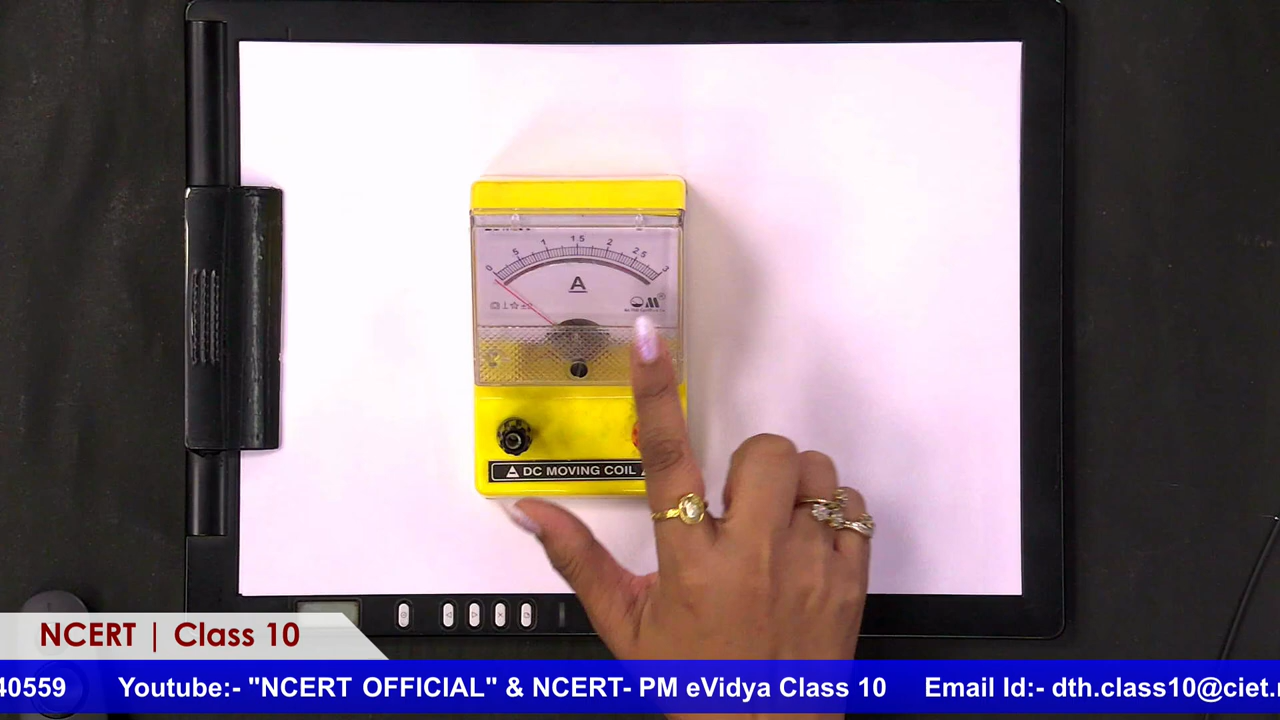 0 5 1 1 5 2 2 5 3
A
DC MOVING COIL
NCERT | Class 10
40559 Youtube:- "NCERT OFFICIAL" & NCERT- PM eVidya Class 10 Email Id:- dth.class10@ciet.